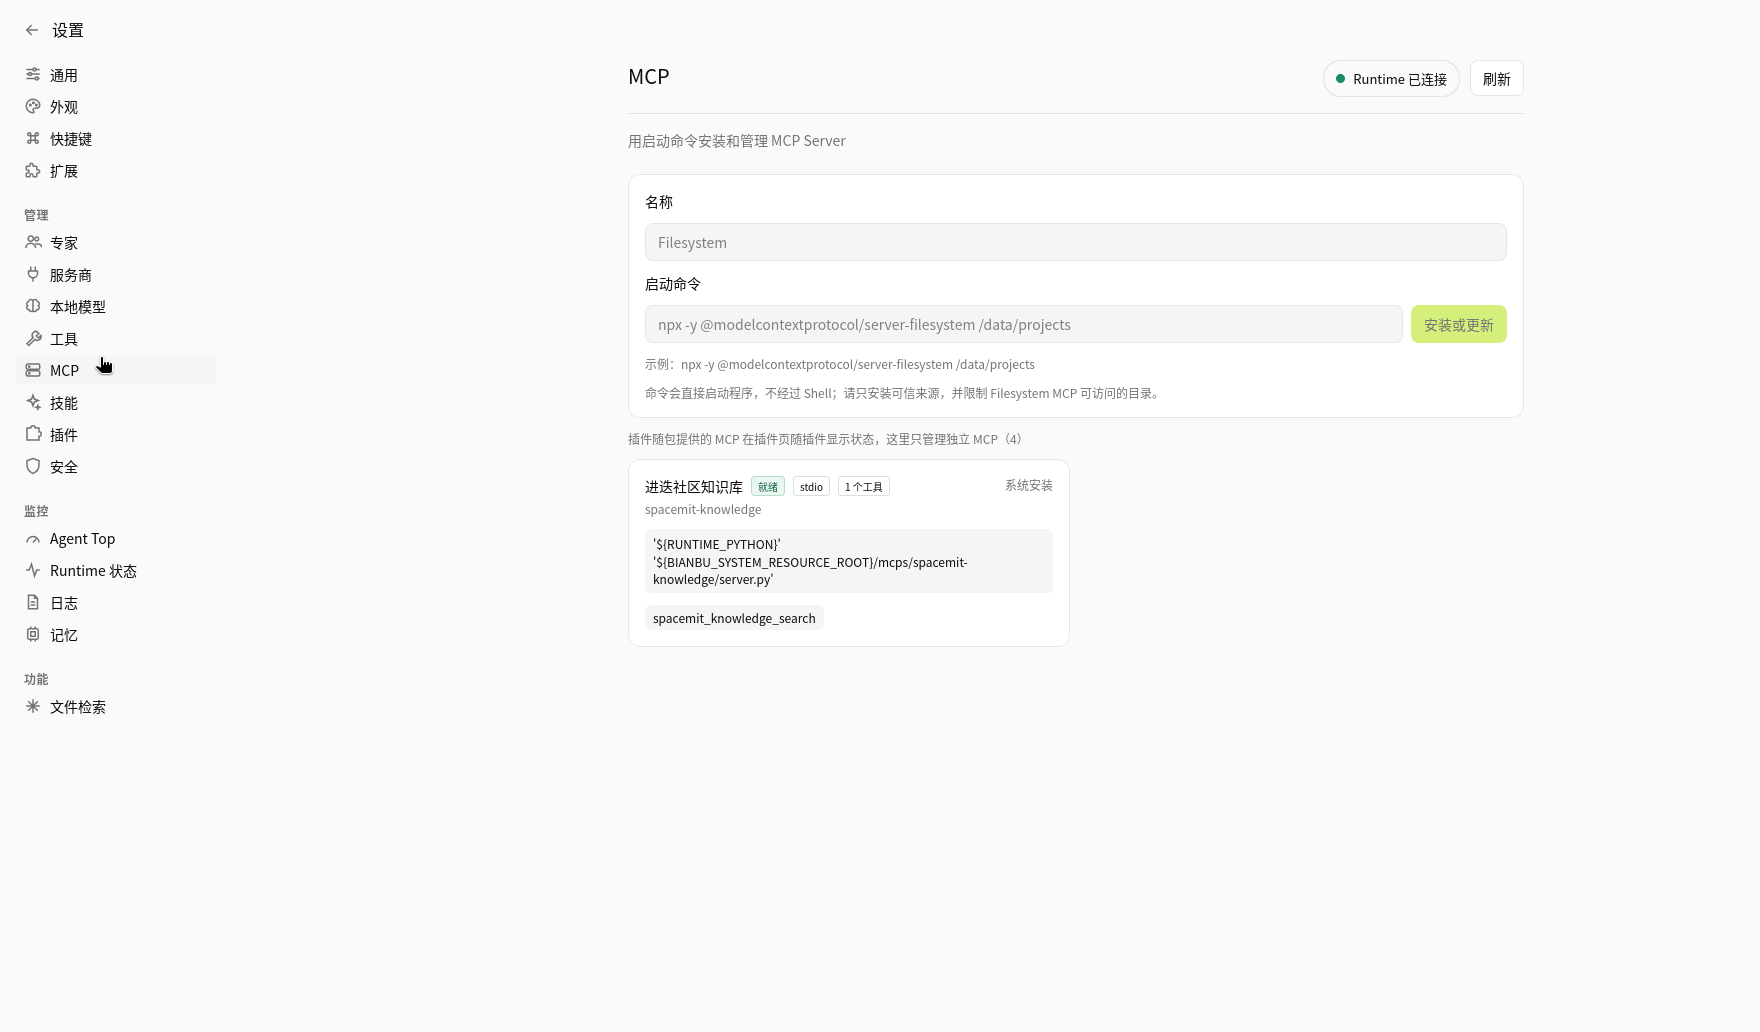 设置
通用
外观
快捷键
扩展
管理
专家
服务商
本地模型
工具
MCP
技能
插件
安全
监控
Agent Top
Runtime 状态
日志
记忆
功能
文件检索
MCP
Runtime 已连接
刷新
用启动命令安装和管理 MCP Server
名称
Filesystem
启动命令
npx -y @modelcontextprotocol/server-filesystem /data/projects
安装或更新
示例：npx -y @modelcontextprotocol/server-filesystem /data/projects
命令会直接启动程序，不经过 Shell；请只安装可信来源，并限制 Filesystem MCP 可访问的目录。
插件随包提供的 MCP 在插件页随插件显示状态，这里只管理独立 MCP（4）
进迭社区知识库
就绪
stdio
1 个工具
系统安装
spacemit-knowledge
'${RUNTIME_PYTHON}'
'${BIANBU_SYSTEM_RESOURCE_ROOT}/mcps/spacemit-
knowledge/server.py'
spacemit_knowledge_search